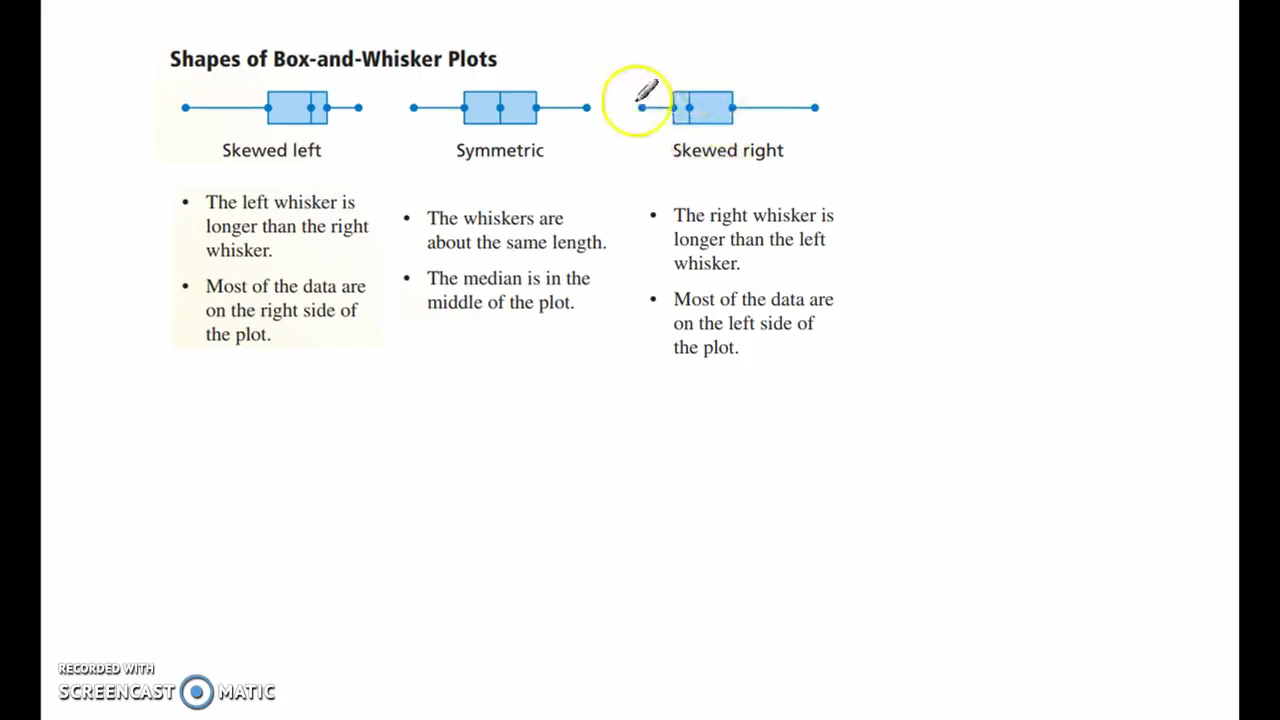 Shapes of Box-and-Whisker Plots
Skewed left
Symmetric
Skewed right
• The left whisker is
longer than the right
whisker.
• Most of the data are
on the right side of
the plot.
• The whiskers are
about the same length.
• The median is in the
middle of the plot.
• The right whisker is
longer than the left
whisker.
• Most of the data are
on the left side of
the plot.
RECORDED WITH
SCREENCAST MATIC